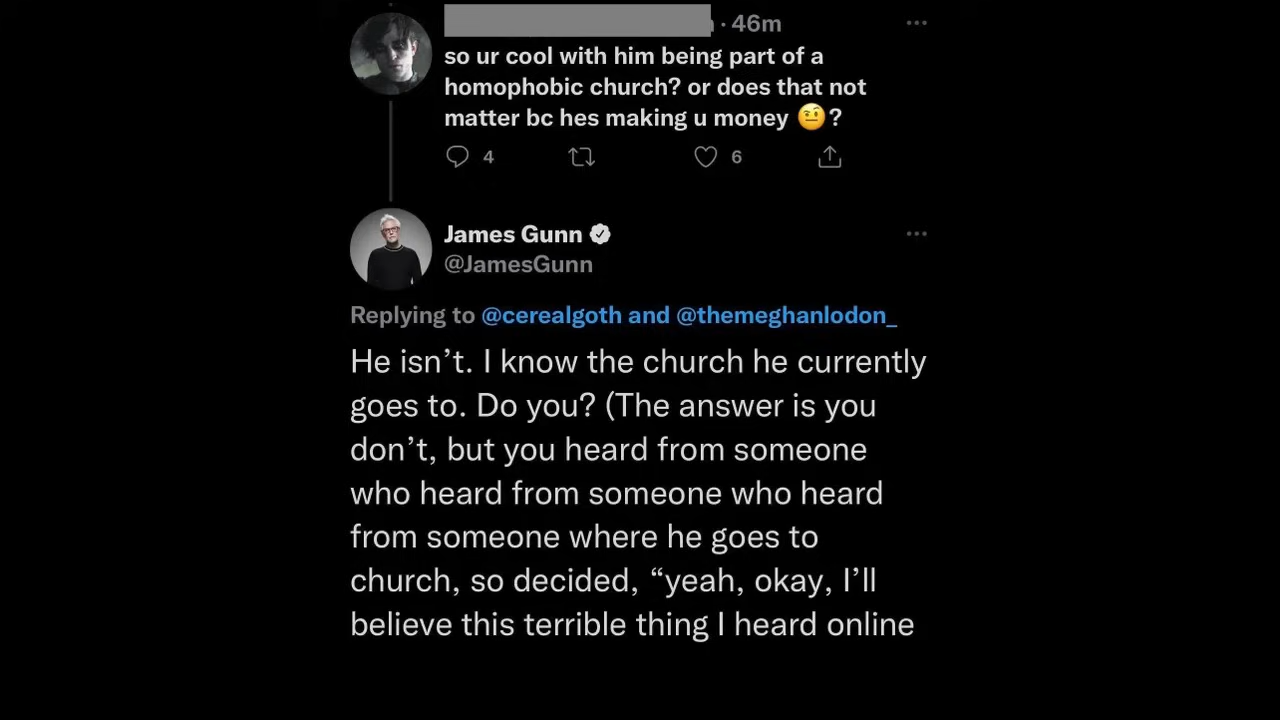 · 46m
so ur cool with him being part of a
homophobic church? or does that not
matter bc hes making u money 🤨?
4
6
James Gunn
@JamesGunn
Replying to @cerealgoth and @themeghanlodon_
He isn’t. I know the church he currently
goes to. Do you? (The answer is you
don’t, but you heard from someone
who heard from someone who heard
from someone where he goes to
church, so decided, “yeah, okay, I’ll
believe this terrible thing I heard online